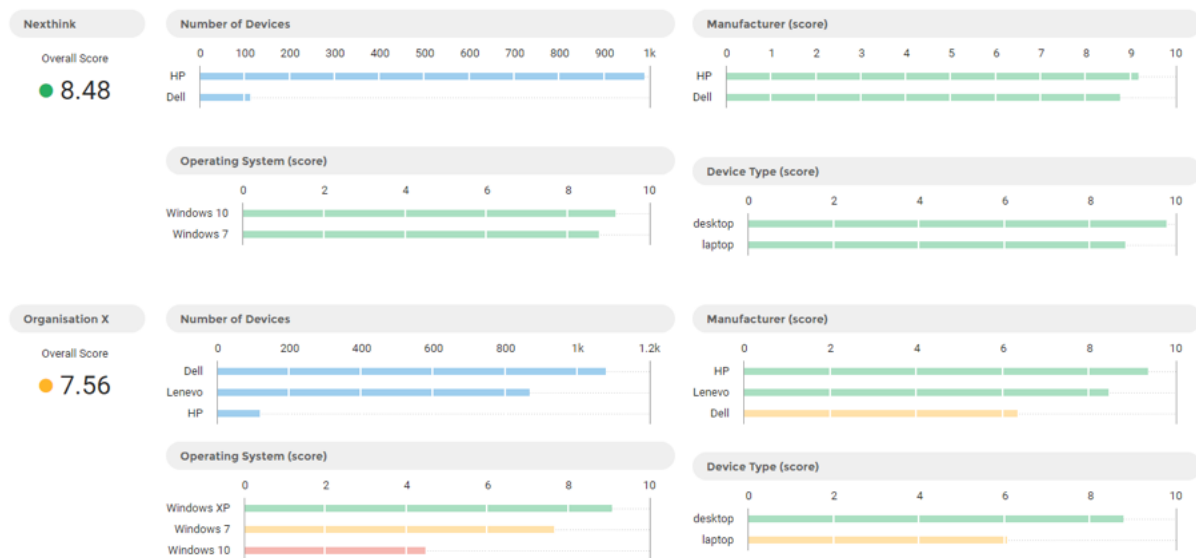 Nexthink
Overall Score
8.48
Number of Devices
0 100 200 300 400 500 600 700 800 900 1k
HP
Dell
Manufacturer (score)
0 1 2 3 4 5 6 7 8 9 10
HP
Dell
Operating System (score)
0 2 4 6 8 10
Windows 10
Windows 7
Device Type (score)
0 2 4 6 8 10
desktop
laptop
Organisation X
Overall Score
7.56
Number of Devices
0 200 400 600 800 1k 1.2k
Dell
Lenevo
HP
Manufacturer (score)
0 2 4 6 8 10
HP
Lenevo
Dell
Operating System (score)
0 2 4 6 8 10
Windows XP
Windows 7
Windows 10
Device Type (score)
0 2 4 6 8 10
desktop
laptop